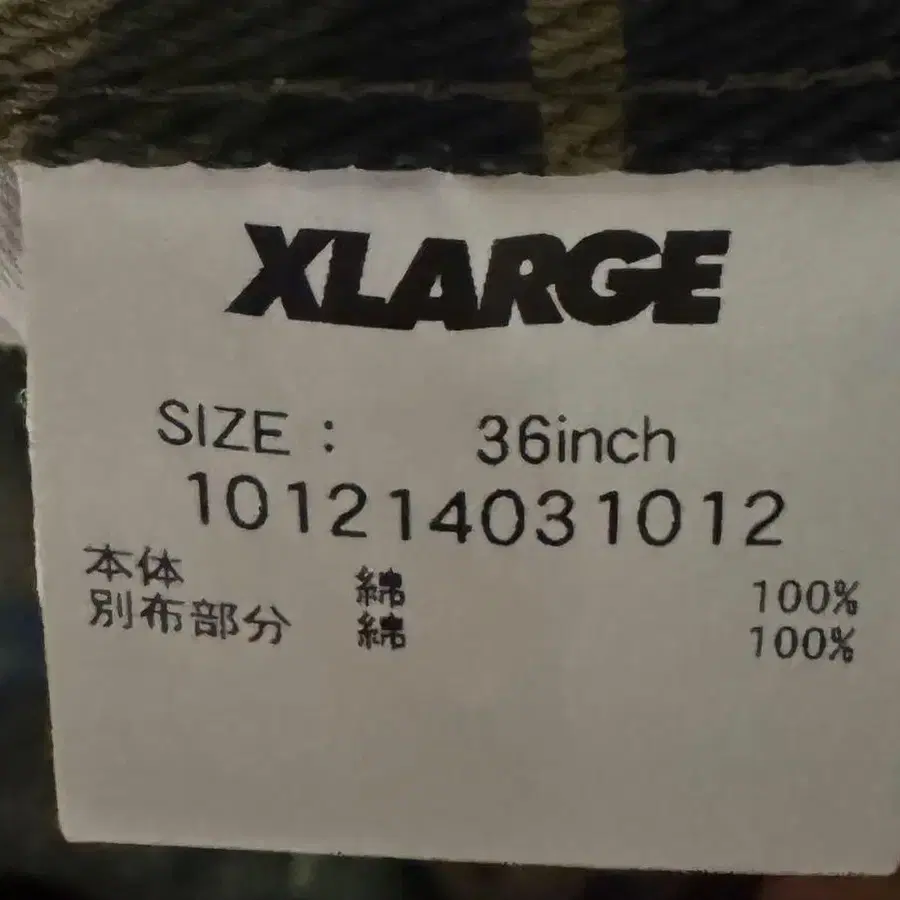 XLARGE
SIZE : 36inch
101214031012
本体 綿 100%
別布部分 綿 100%